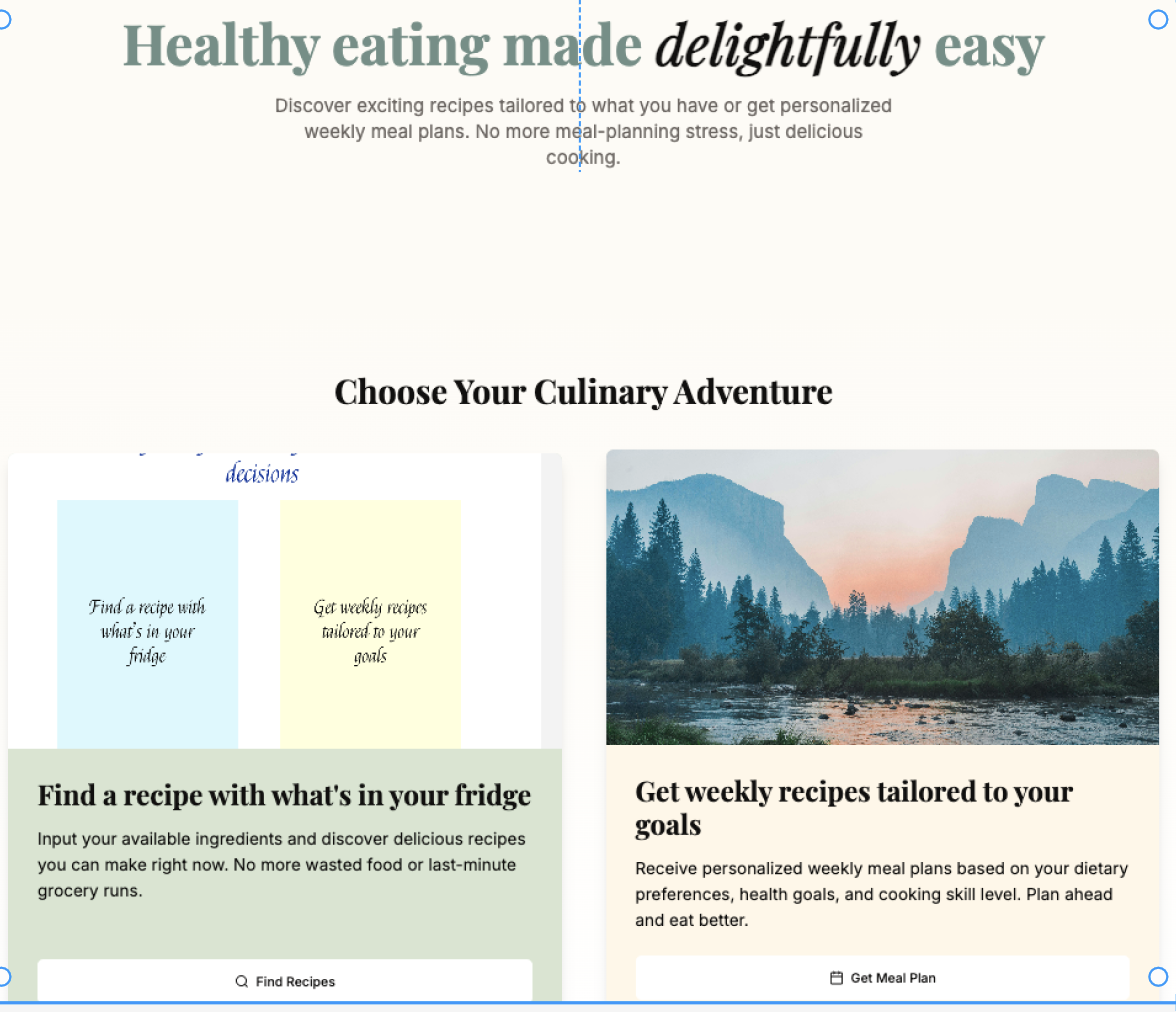 Healthy eating made delightfully easy
Discover exciting recipes tailored to what you have or get personalized
weekly meal plans. No more meal-planning stress, just delicious
cooking.
Choose Your Culinary Adventure
decisions
Find a recipe with
what's in your
fridge
Get weekly recipes
tailored to your
goals
Find a recipe with what's in your fridge
Input your available ingredients and discover delicious recipes
you can make right now. No more wasted food or last-minute
grocery runs.
Find Recipes
Get weekly recipes tailored to your
goals
Receive personalized weekly meal plans based on your dietary
preferences, health goals, and cooking skill level. Plan ahead
and eat better.
Get Meal Plan